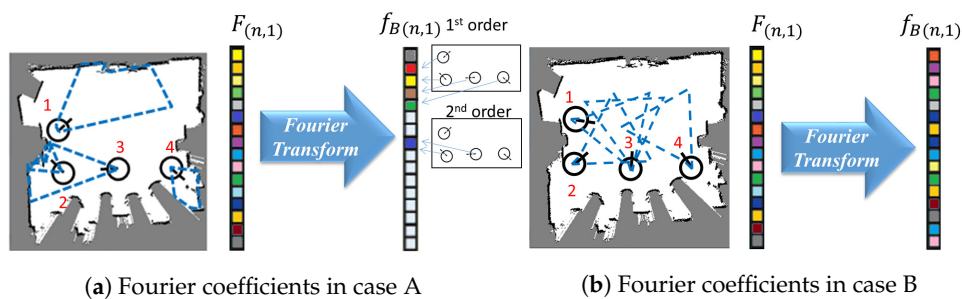 F(n,1)
fB(n,1)
1st order
1
2
3
4
Fourier
Transform
2nd order
(a) Fourier coefficients in case A
F(n,1)
fB(n,1)
1
2
3
4
Fourier
Transform
(b) Fourier coefficients in case B